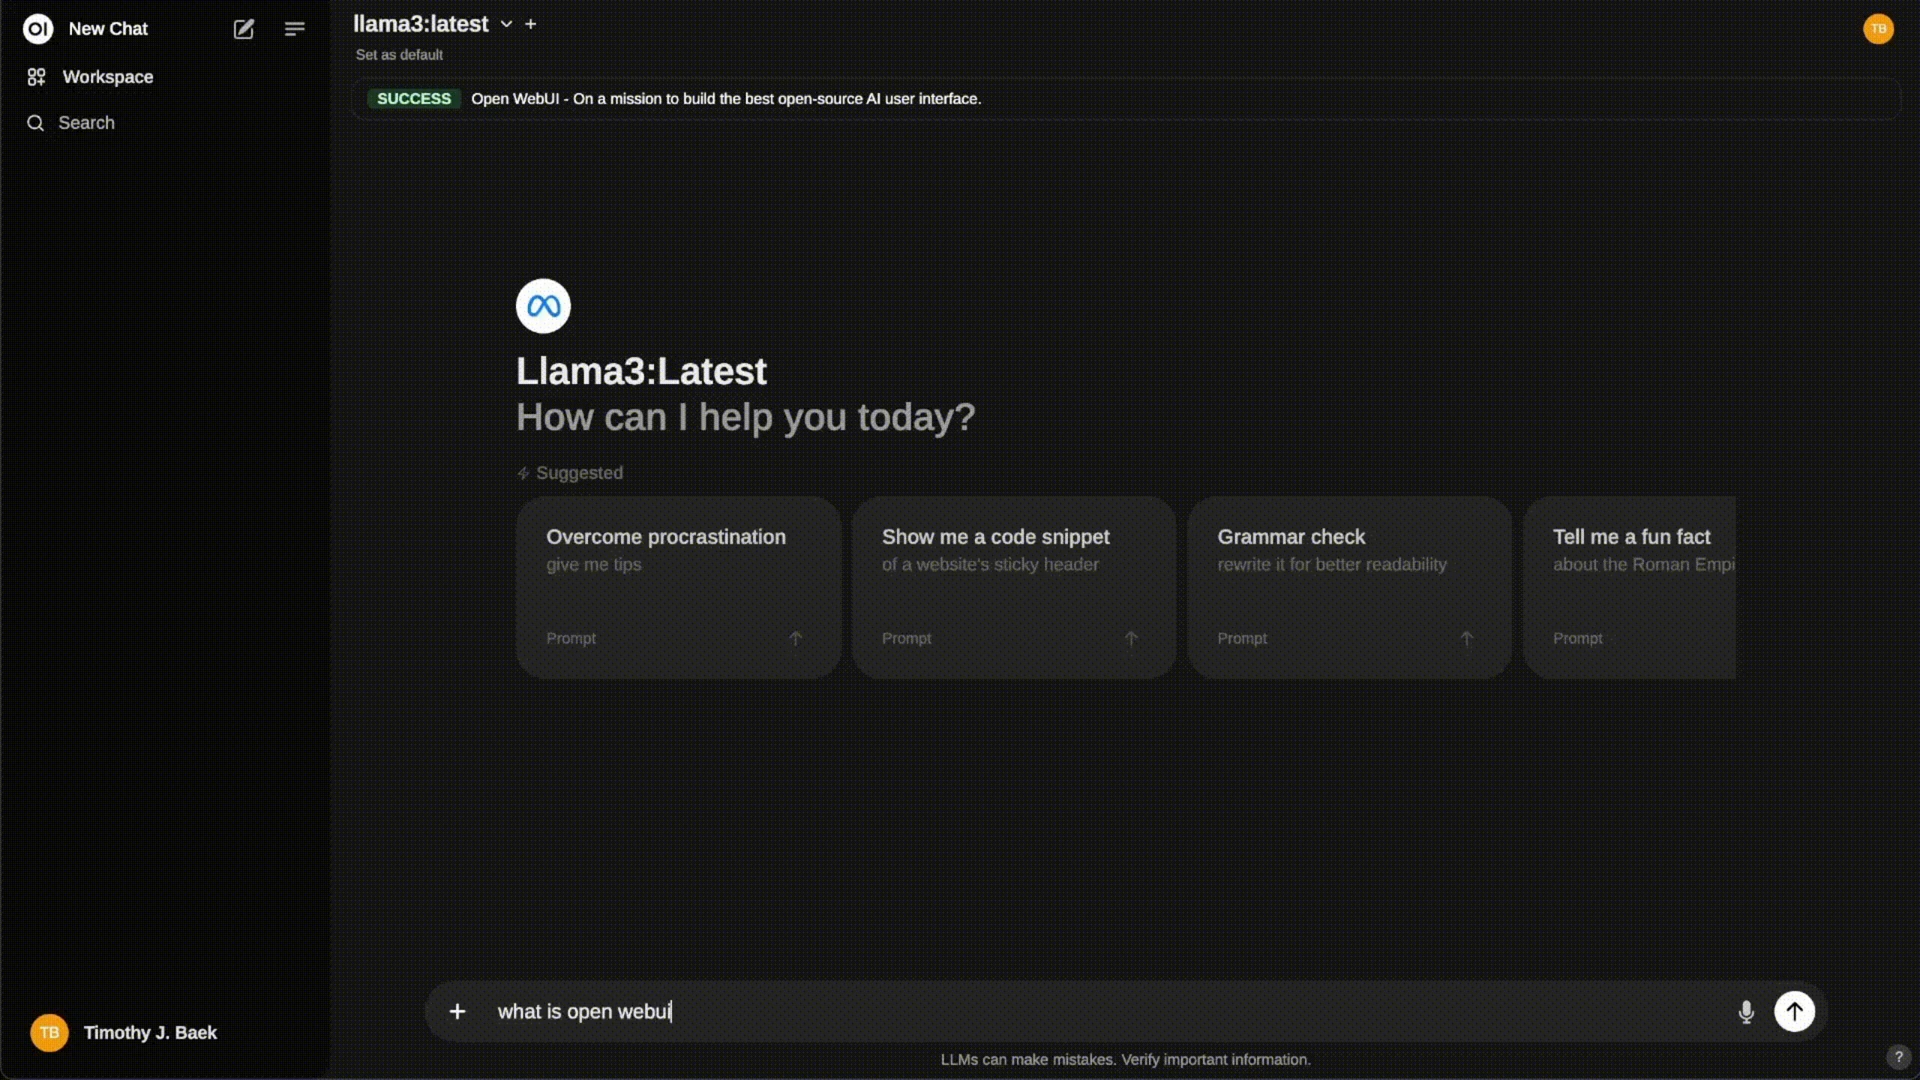 OI New Chat
Workspace
Search
llama3:latest
Set as default
TB
SUCCESS Open WebUI - On a mission to build the best open-source AI user interface.
Llama3:Latest
How can I help you today?
Suggested
Overcome procrastination
give me tips
Prompt
Show me a code snippet
of a website's sticky header
Prompt
Grammar check
rewrite it for better readability
Prompt
Tell me a fun fact
about the Roman Empi
Prompt
what is open webui
LLMs can make mistakes. Verify important information.
TB Timothy J. Baek
?